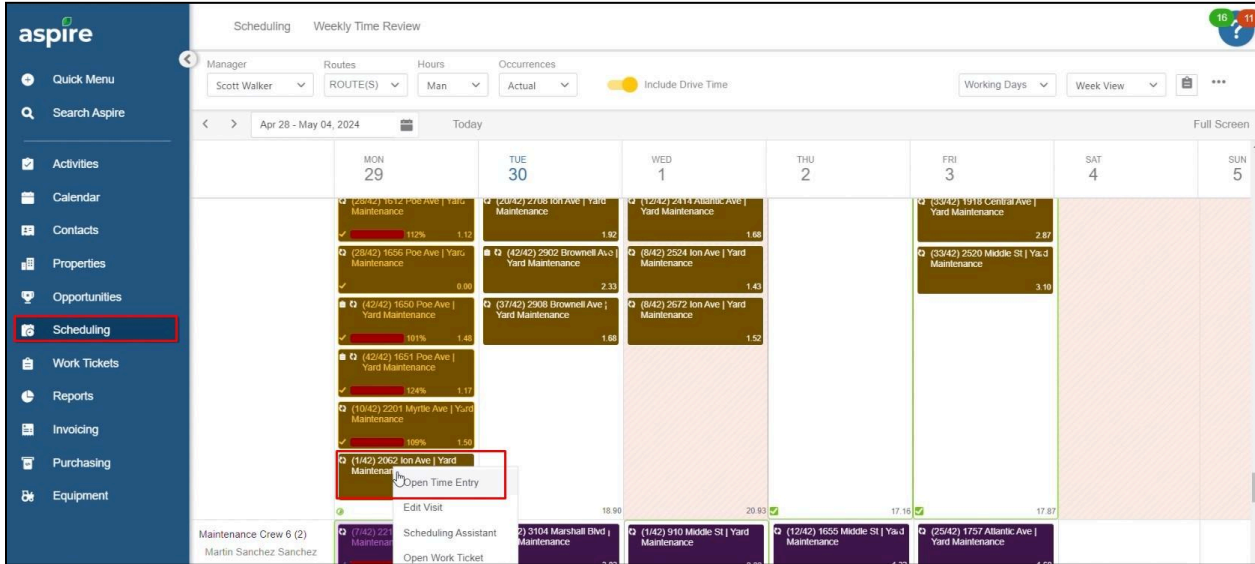 aspire
Scheduling Weekly Time Review
16 11
?
Quick Menu
Search Aspire
Activities
Calendar
Contacts
Properties
Opportunities
Scheduling
Work Tickets
Reports
Invoicing
Purchasing
Equipment
Manager Routes Hours Occurrences
Scott Walker ROUTE(S) Man Actual Include Drive Time Working Days Week View
Apr 28 - May 04, 2024 Today Full Screen
MON TUE WED THU FRI SAT SUN
29 30 1 2 3 4 5
(28/42) 1612 Poe Ave | Yard
Maintenance
112% 1.12
(28/42) 1656 Poe Ave | Yard
Maintenance
0.00
(42/42) 1650 Poe Ave |
Yard Maintenance
101% 1.48
(42/42) 1651 Poe Ave |
Yard Maintenance
124% 1.17
(10/42) 2201 Myrtle Ave | Yard
Maintenance
109% 1.50
(1/42) 2062 Ion Ave | Yard
Open Time Entry
Edit Visit
Scheduling Assistant
Open Work Ticket
(20/42) 2708 Ion Ave | Yard
Maintenance
1.92
(42/42) 2902 Brownell Ave |
Yard Maintenance
2.33
(37/42) 2908 Brownell Ave |
Yard Maintenance
1.68
18.90
(12/42) 2414 Atlantic Ave |
Yard Maintenance
1.68
(8/42) 2524 Ion Ave | Yard
Maintenance
1.43
(8/42) 2672 Ion Ave | Yard
Maintenance
1.52
20.93
17.16
(33/42) 1918 Central Ave |
Yard Maintenance
2.87
(33/42) 2520 Middle St | Yard
Maintenance
3.10
17.87
Maintenance Crew 6 (2)
Martin Sanchez Sanchez
(7/42) 221
2) 3104 Marshall Blvd |
Maintenance
(1/42) 910 Middle St | Yard
Maintenance
(12/42) 1655 Middle St | Yard
Maintenance
(25/42) 1757 Atlantic Ave |
Yard Maintenance